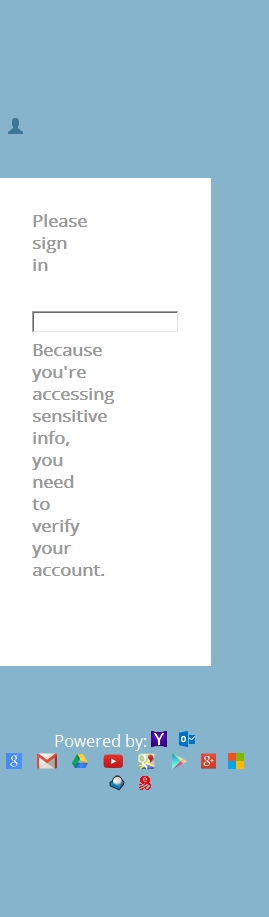 Please
sign
in
Because
you're
accessing
sensitive
info,
you
need
to
verify
your
account.
Powered by: